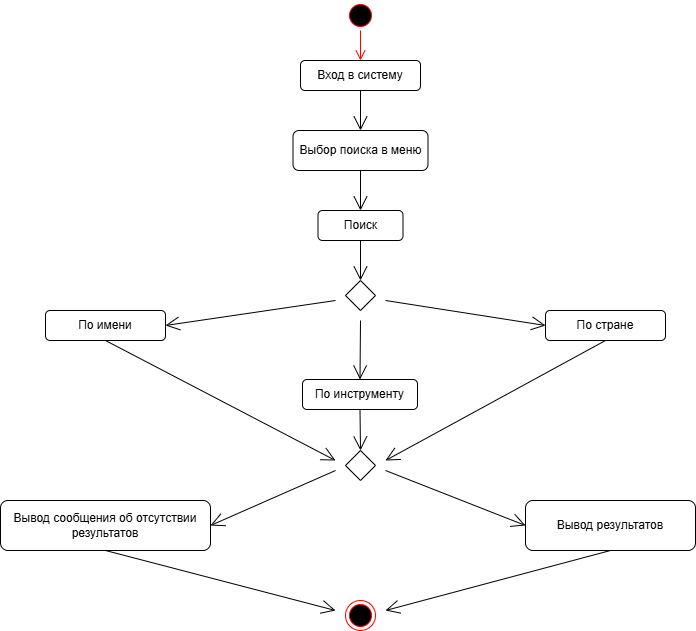 Вход в систему
Выбор поиска в меню
Поиск
По имени
По стране
По инструменту
Вывод сообщения об отсутствии
результатов
Вывод результатов